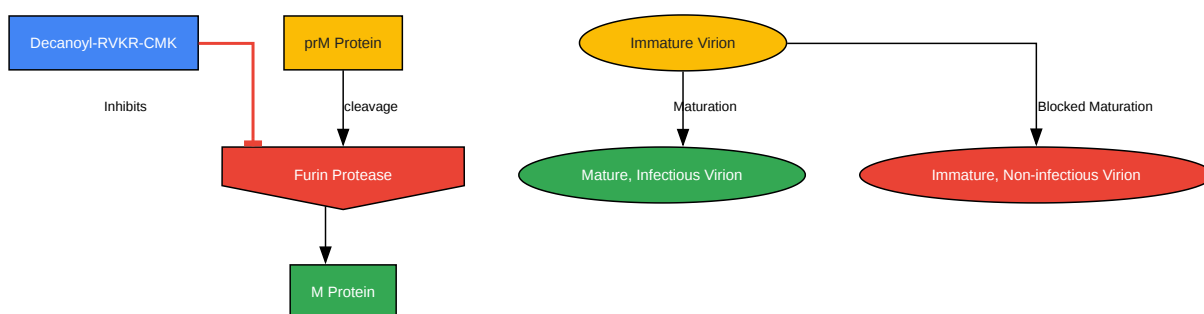 Decanoyl-RVKR-CMK
prM Protein
Immature Virion
Inhibits
cleavage
Maturation
Blocked Maturation
Furin Protease
Mature, Infectious Virion
Immature, Non-infectious Virion
M Protein